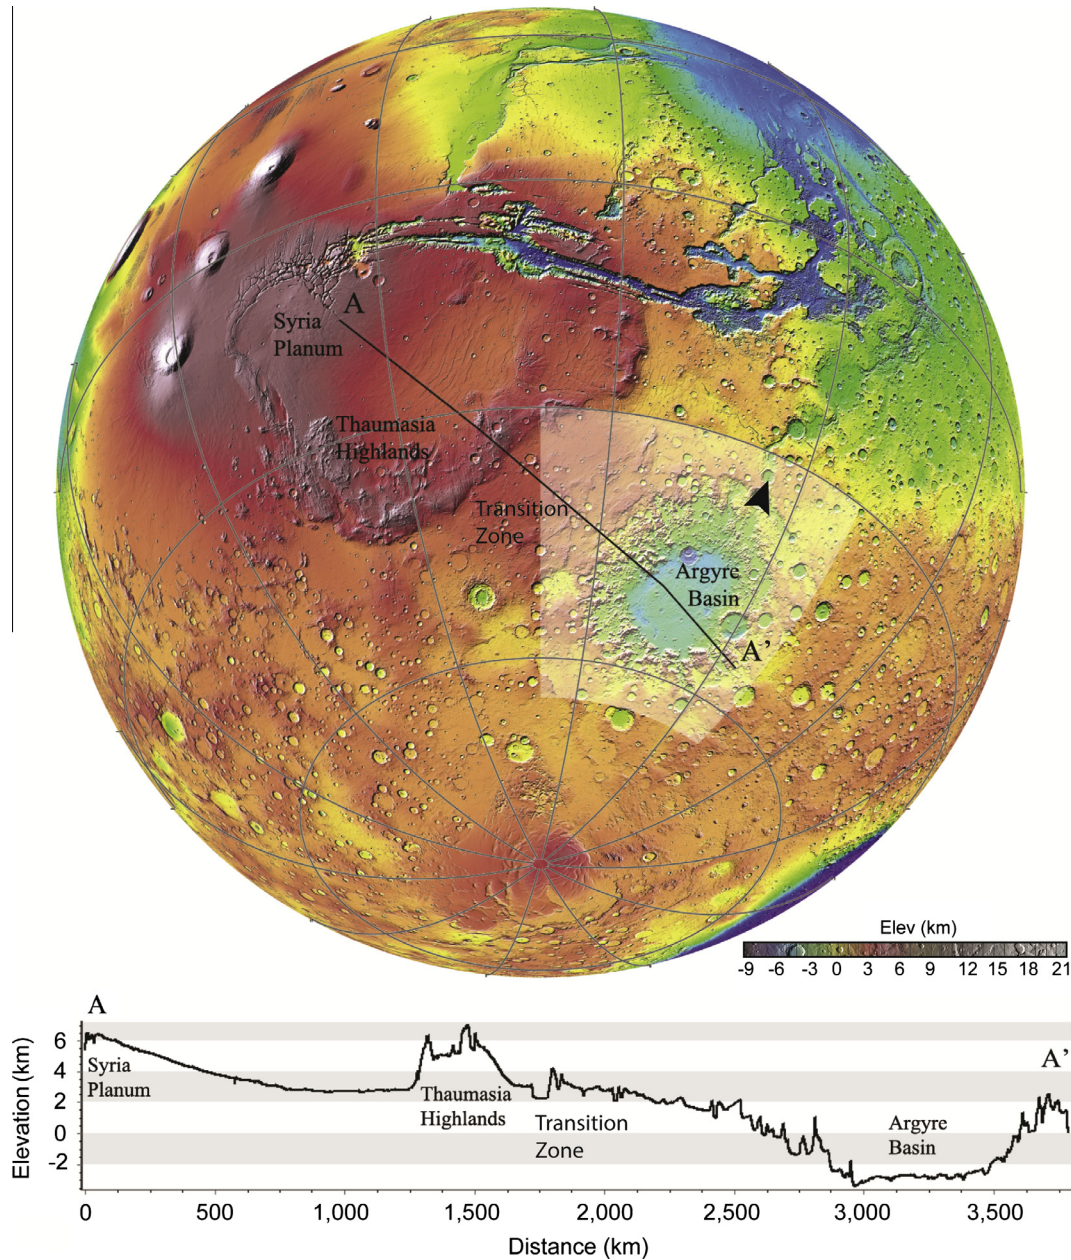 A
Syria
Planum
Thaumasia
Highlands
Transition
Zone
Argyre
Basin
A’
Elev (km)
-9 -6 -3 0 3 6 9 12 15 18 21
A
A’
Elevation (km)
6
4
2
0
-2
Syria
Planum
Thaumasia
Highlands
Transition
Zone
Argyre
Basin
0 500 1,000 1,500 2,000 2,500 3,000 3,500
Distance (km)